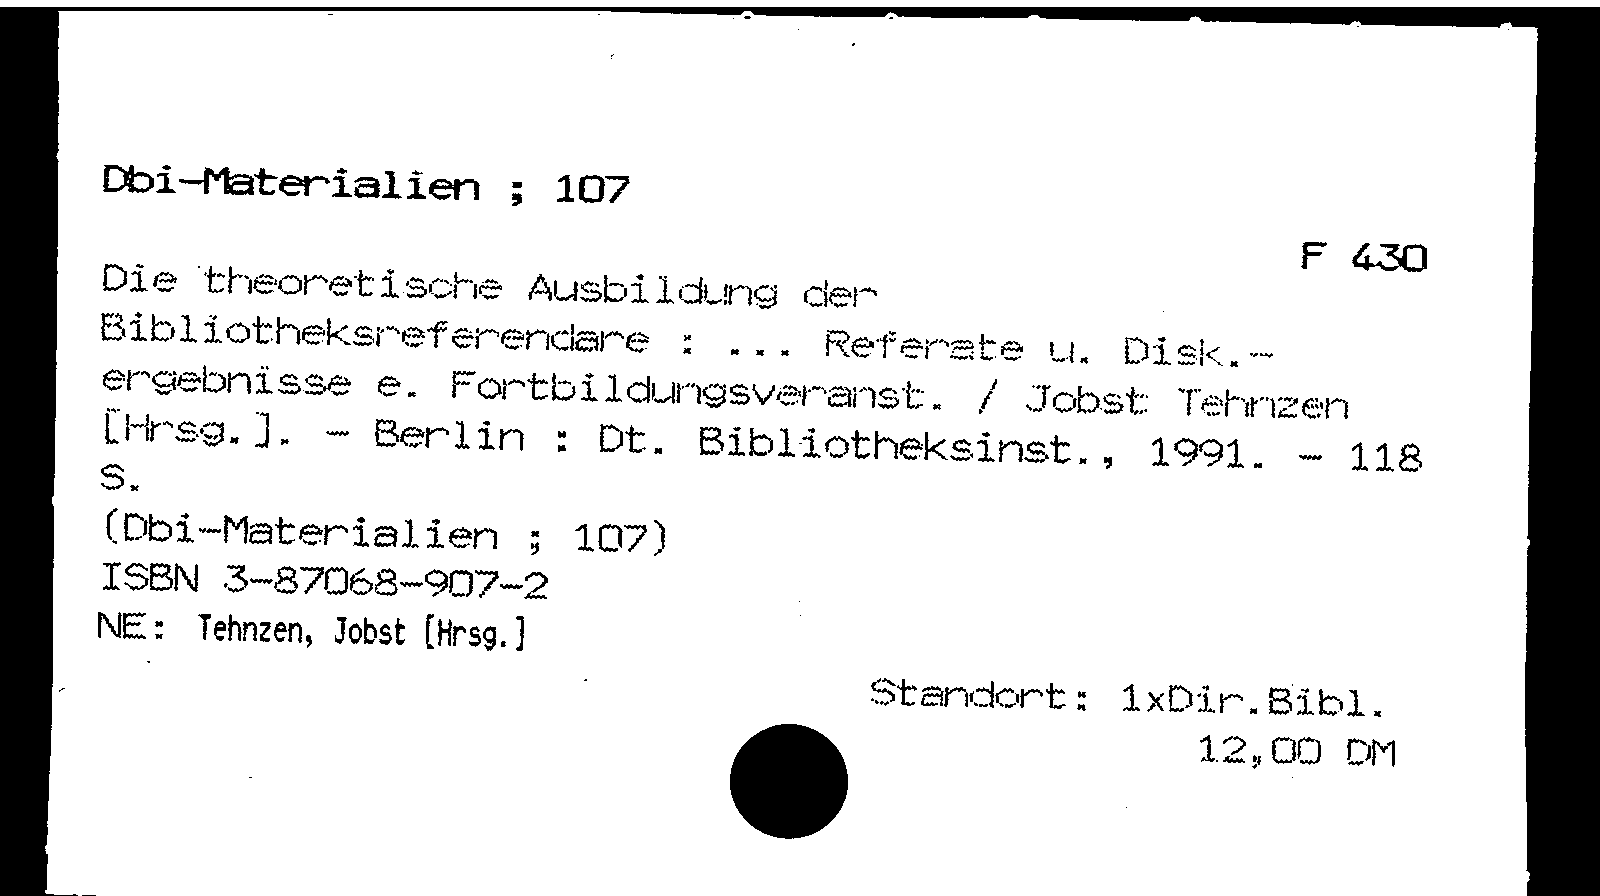 Dbi-Materialien ; 107
F 430
Die theoretische Ausbildung der
Bibliotheksreferendare : ... Referate u. Disk.-
ergebnisse e. Fortbildungsveranst. / Jobst Tehnzen
[Hrsg.]. - Berlin : Dt. Bibliotheksinst., 1991. - 118
S.
(Dbi-Materialien ; 107)
ISBN 3-87068-907-2
NE: Tehnzen, Jobst [Hrsg.]
Standort: 1xDir.Bibl.
12,00 DM